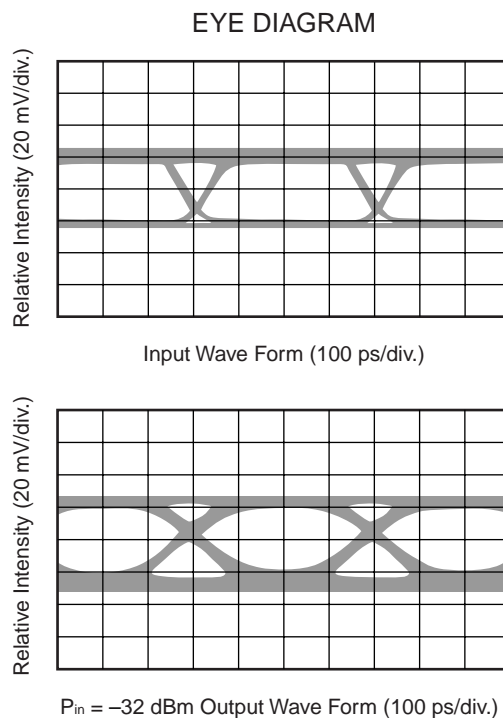 EYE DIAGRAM
Relative Intensity (20 mV/div.)
Input Wave Form (100 ps/div.)
Relative Intensity (20 mV/div.)
Pin = –32 dBm Output Wave Form (100 ps/div.)